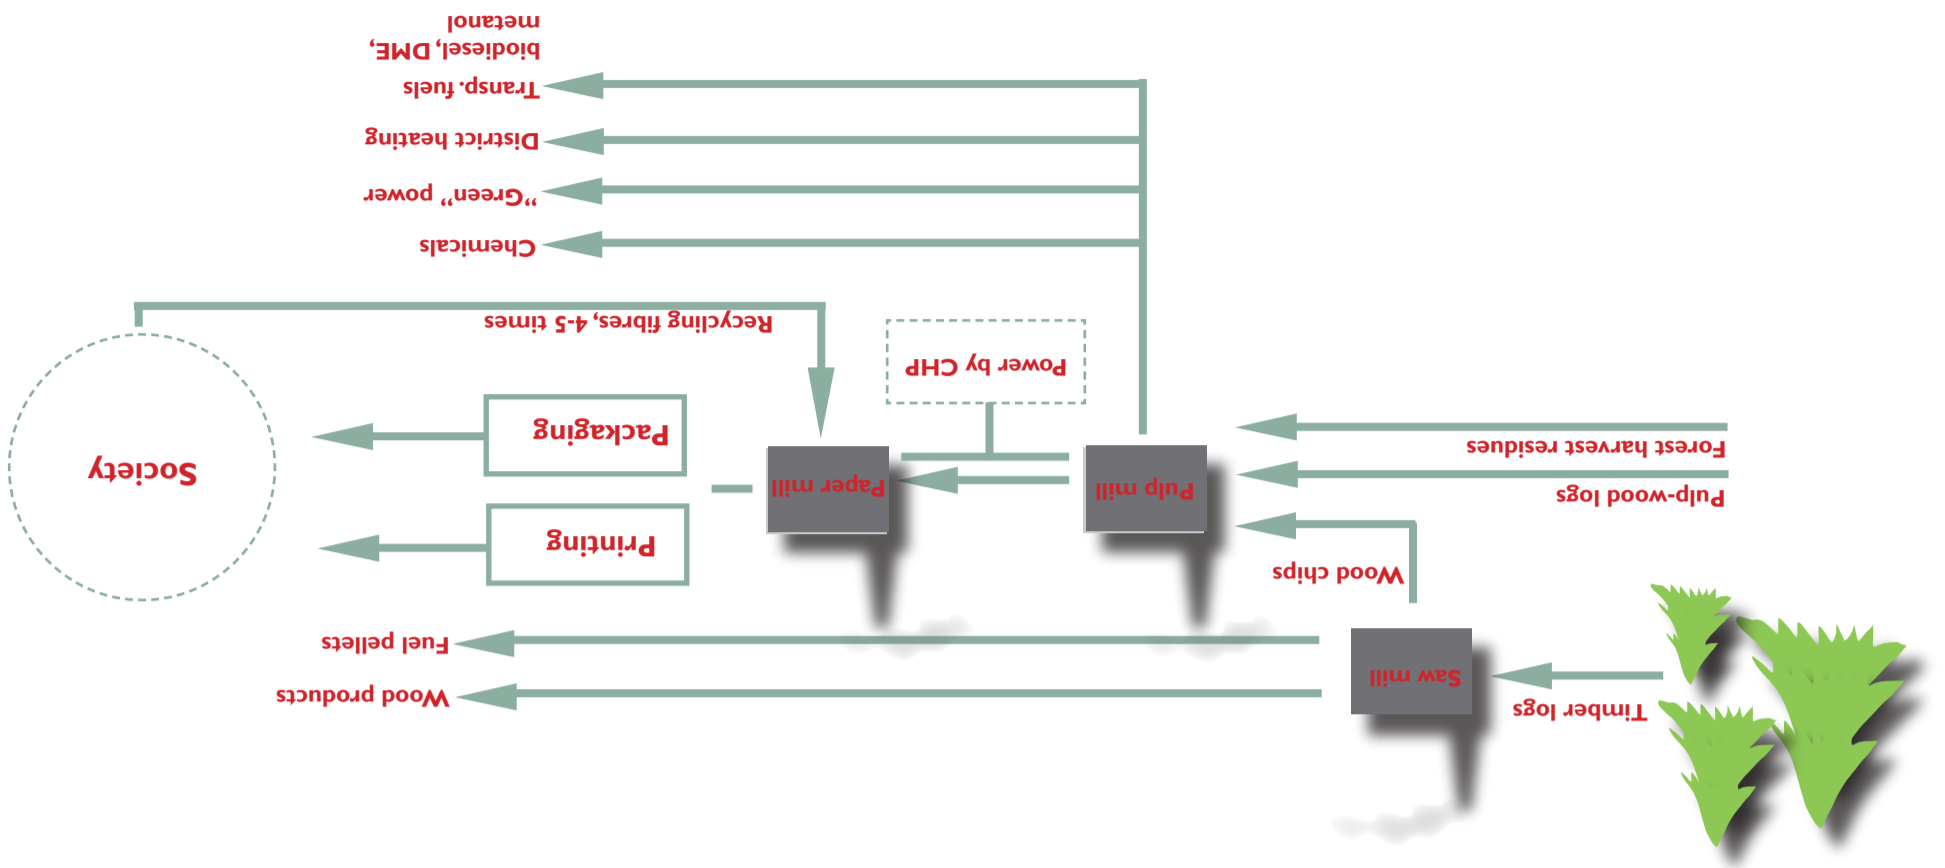 Timber logs
Saw mill
Wood products
Fuel pellets
Wood chips
Pulp-wood logs
Forest harvest residues
Pulp mill
Paper mill
Printing
Packaging
Society
Power by CHP
Recycling fibres, 4-5 times
Chemicals
”Green” power
District heating
Transp. fuels
biodiesel, DME,
metanol